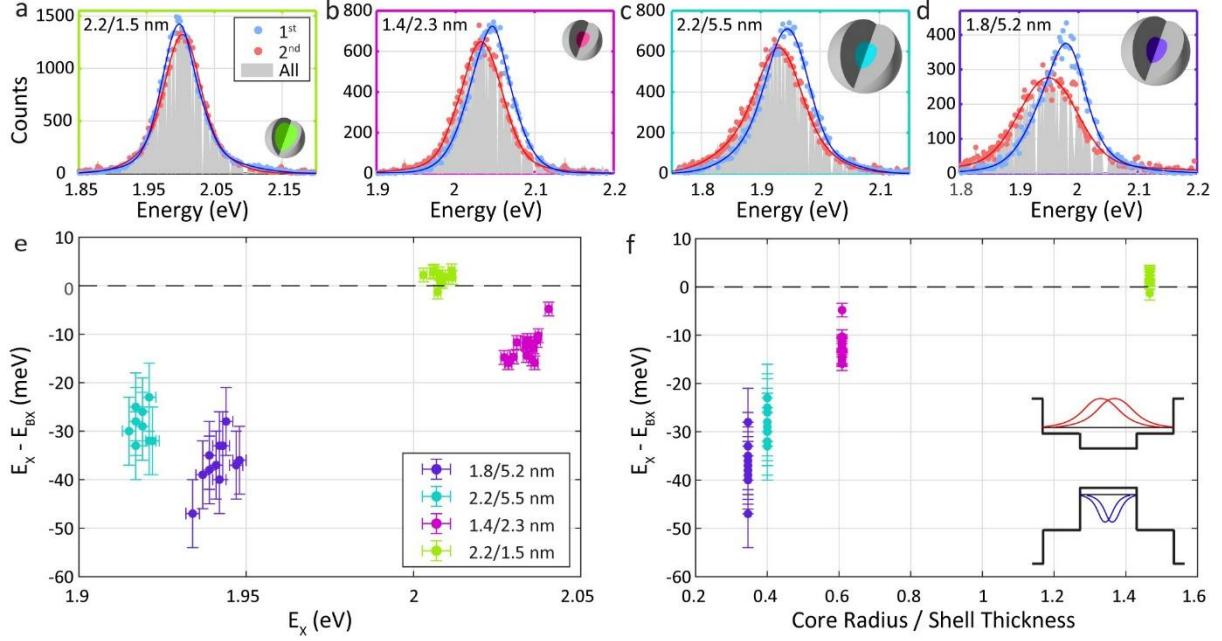 a
2.2/1.5 nm
1st
2nd
All
Counts
1500
1000
500
0
1.85
1.95
2.05
2.15
Energy (eV)
b
1.4/2.3 nm
800
600
400
200
0
1.9
2
2.1
2.2
Energy (eV)
c
2.2/5.5 nm
800
600
400
200
0
1.8
1.9
2
2.1
Energy (eV)
d
1.8/5.2 nm
400
300
200
100
0
1.8
1.9
2
2.1
2.2
Energy (eV)
e
10
0
-10
-20
-30
-40
-50
-60
EX - EBX (meV)
1.8/5.2 nm
2.2/5.5 nm
1.4/2.3 nm
2.2/1.5 nm
1.9
1.95
2
2.05
EX (eV)
f
10
0
-10
-20
-30
-40
-50
-60
EX - EBX (meV)
0.2
0.4
0.6
0.8
1
1.2
1.4
1.6
Core Radius / Shell Thickness